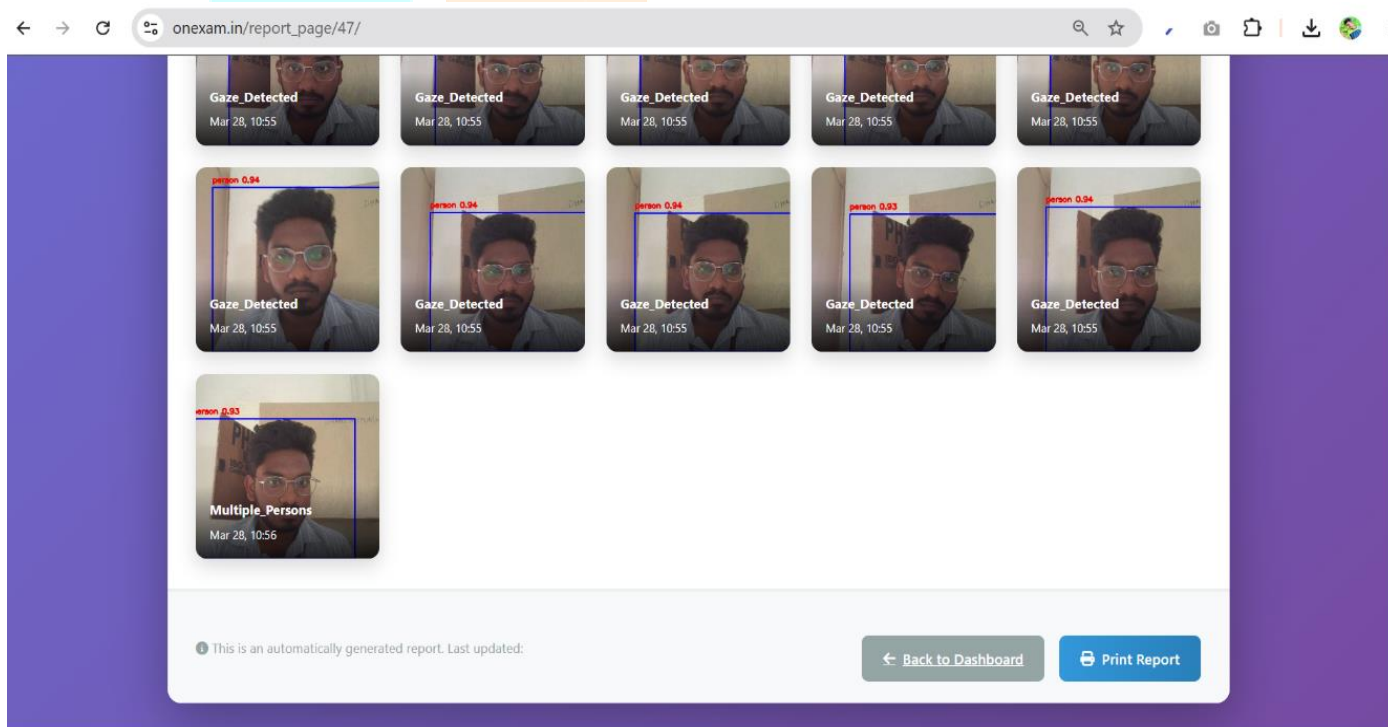 onexam.in/report_page/47/
Gaze_Detected
Mar 28, 10:55
Gaze_Detected
Mar 28, 10:55
Gaze_Detected
Mar 28, 10:55
Gaze_Detected
Mar 28, 10:55
Gaze_Detected
Mar 28, 10:55
person 0.94
Gaze_Detected
Mar 28, 10:55
person 0.94
Gaze_Detected
Mar 28, 10:55
person 0.94
Gaze_Detected
Mar 28, 10:55
person 0.93
Gaze_Detected
Mar 28, 10:55
person 0.94
Gaze_Detected
Mar 28, 10:55
erson 0.93
PH
Multiple_Persons
Mar 28, 10:56
This is an automatically generated report. Last updated:
← Back to Dashboard
Print Report